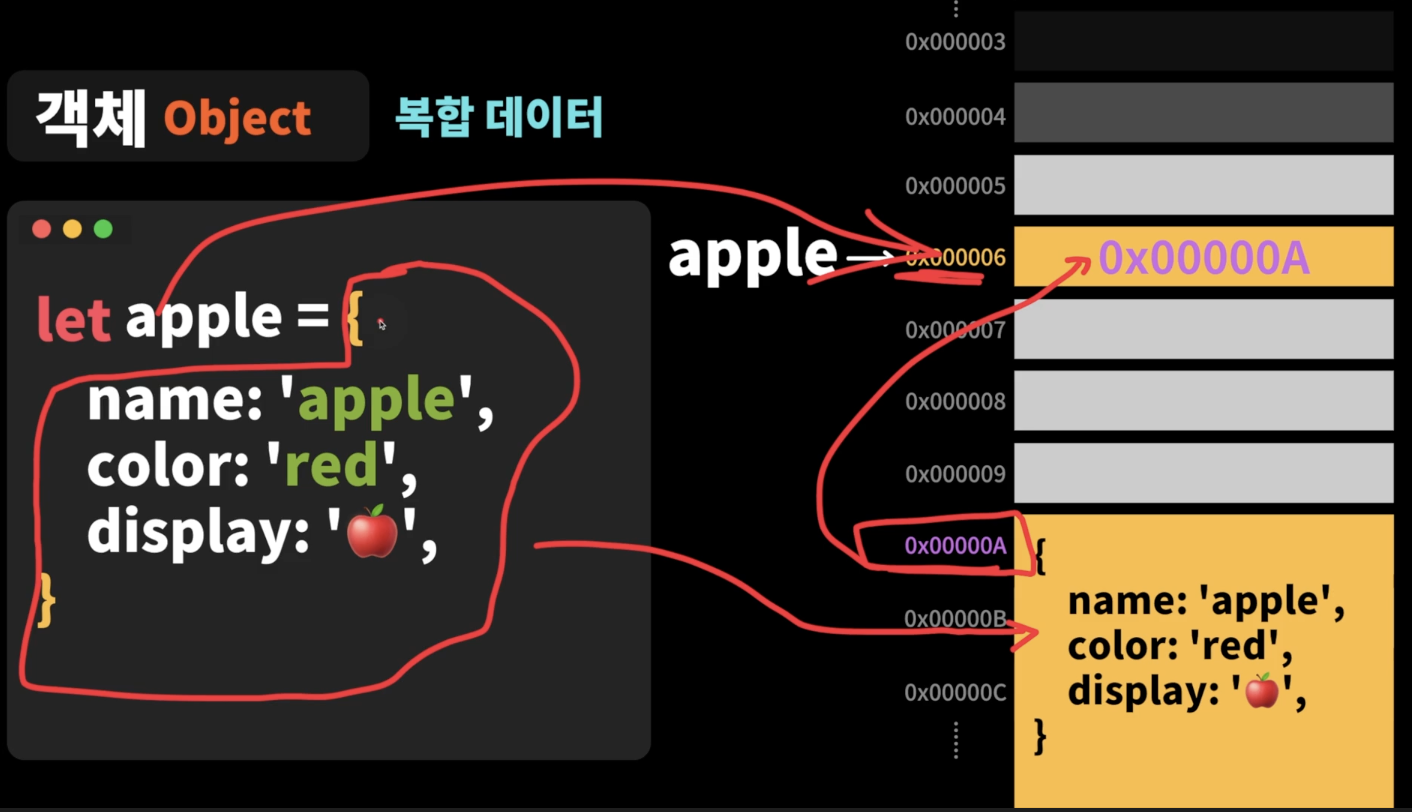 객체 Object 복합 데이터
let apple = {
name: 'apple',
color: 'red',
display: '🍎',
}
apple→
0x000003
0x000004
0x000005
0x000006 0x00000A
0x000007
0x000008
0x000009
0x00000A
0x00000B
0x00000C
{
name: 'apple',
color: 'red',
display: '🍎',
}